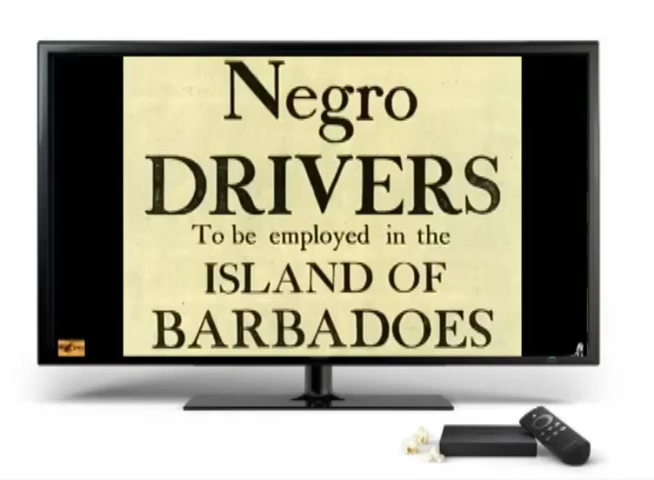 Negro
DRIVERS
To be employed in the
ISLAND OF
BARBADOES